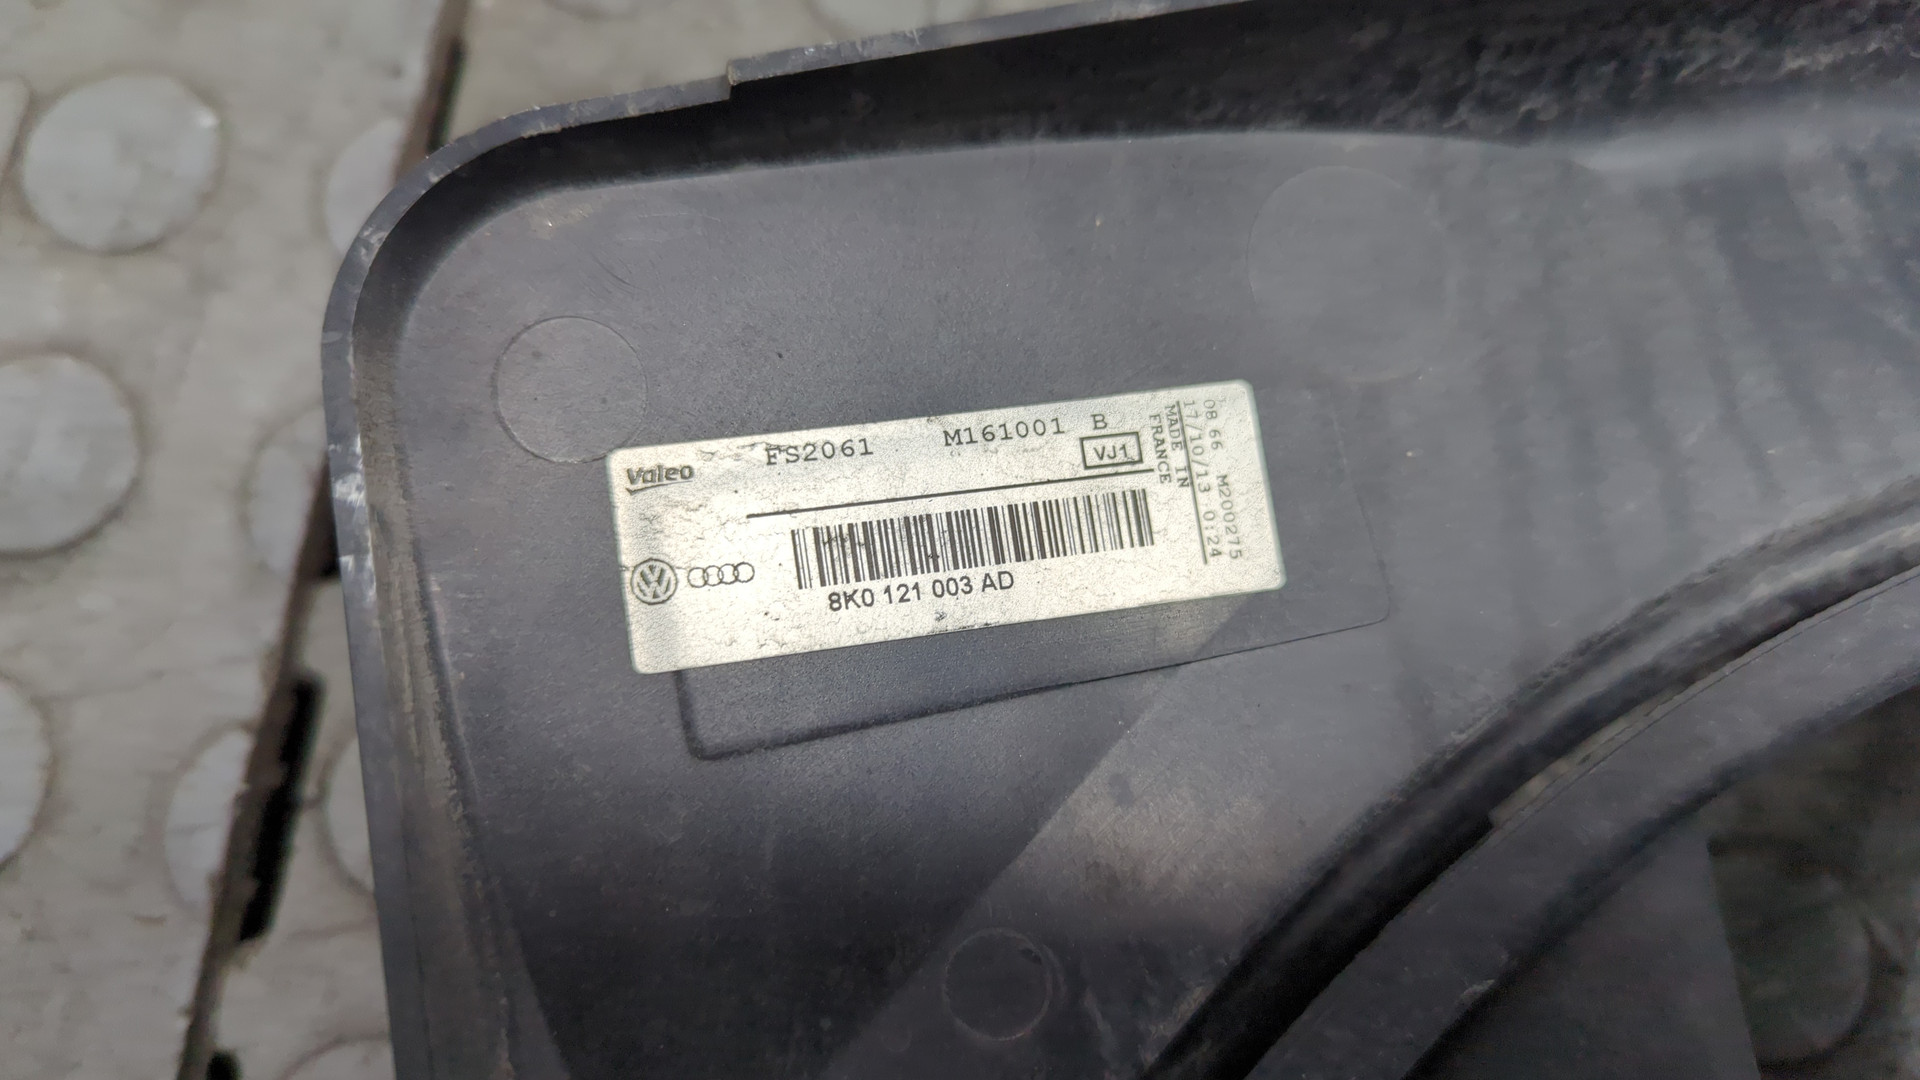 Valeo FS2061 M161001 B
VJ1
8K0 121 003 AD
MADE IN
FRANCE
08 66 M200275
17/10/13 0:24